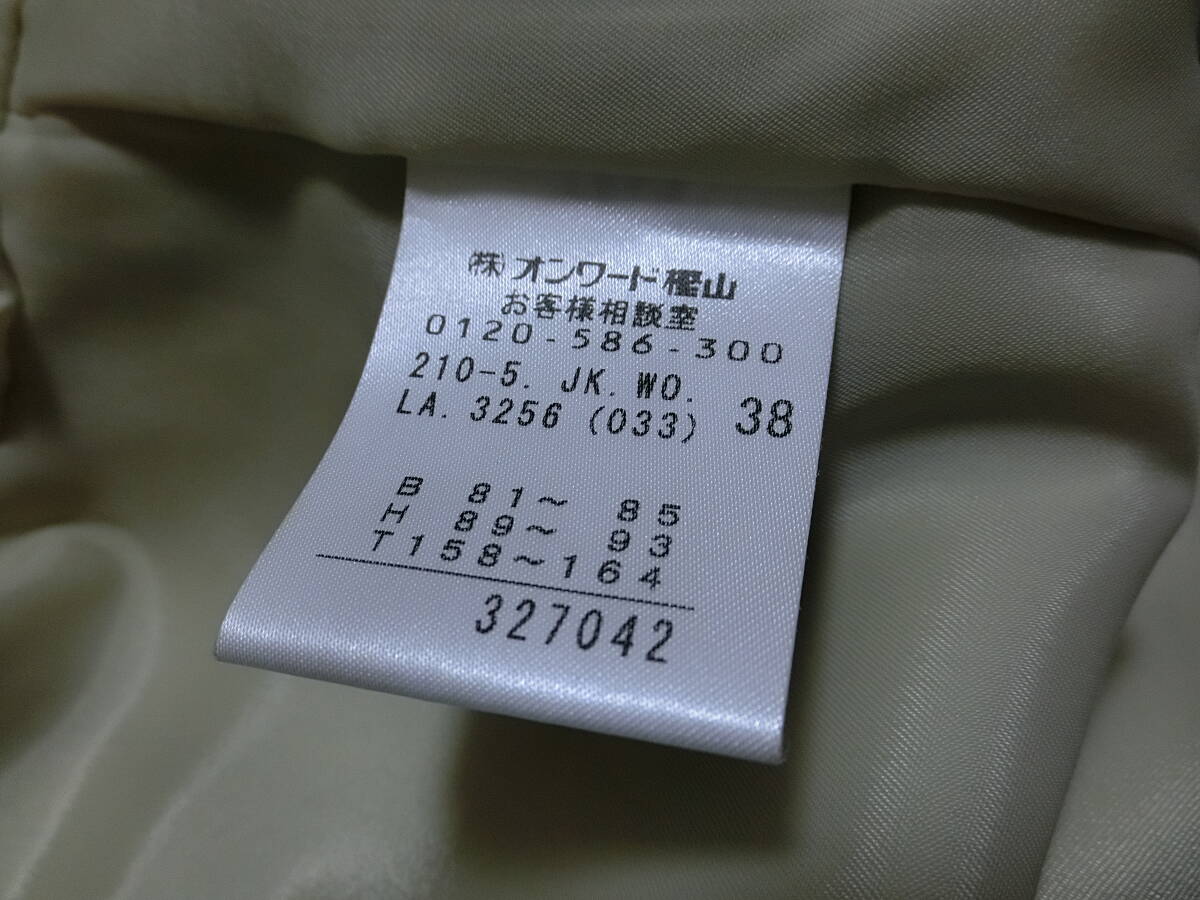 (株)オンワード樫山
お客様相談室
0120-586-300
210-5. JK. WO.
LA. 3256 (033) 38
B 81~ 85
H 89~ 93
T158~164
327042